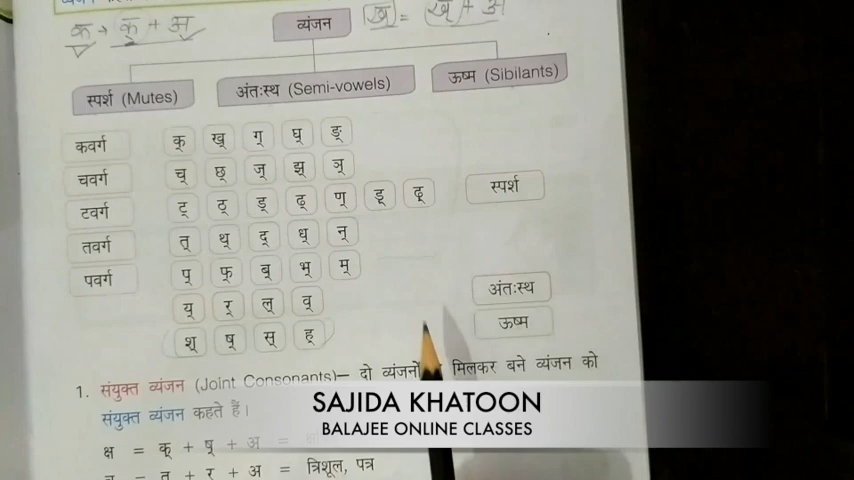 क → क् + अ
ख = ख् + अ
व्यंजन
स्पर्श (Mutes) अंतःस्थ (Semi-vowels) ऊष्म (Sibilants)
कवर्ग क् ख् ग् घ् ङ्
चवर्ग च् छ् ज् झ् ञ्
टवर्ग ट् ठ् ड् ढ् ण् ड़् ढ़् स्पर्श
तवर्ग त् थ् द् ध् न्
पवर्ग प् फ् ब् भ् म्
य् र् ल् व् अंतःस्थ
श् ष् स् ह् ऊष्म
1. संयुक्त व्यंजन (Joint Consonants)— दो व्यंजनों मिलकर बने व्यंजन को
संयुक्त व्यंजन कहते हैं।
क्ष = क् + ष् + अ =
= त् + र् + अ = त्रिशूल, पत्र
SAJIDA KHATOON
BALAJEE ONLINE CLASSES